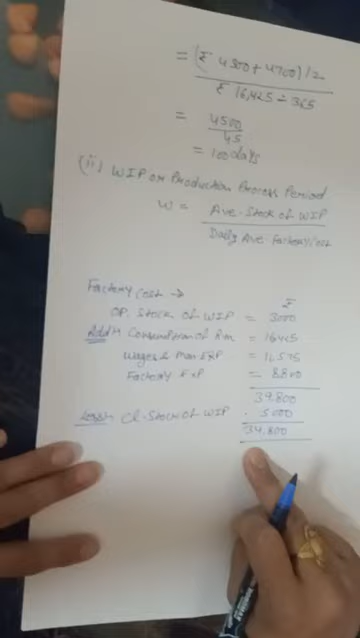 = (₹ 4300 + 4700) / 2
₹ 16,425 ÷ 365
= 4500
45
= 100 days
(ii) WIP or Production Process Period
W = Ave. Stock of WIP
Daily Ave Factory Cost
₹
Factory Cost →
OP. Stock of WIP = 3000
Add: Consumption of RM = 16425
Wages & Man EXP = 11,575
Factory EXP = 8800
39,800
Less: Cl. Stock of WIP . 5000
34,800